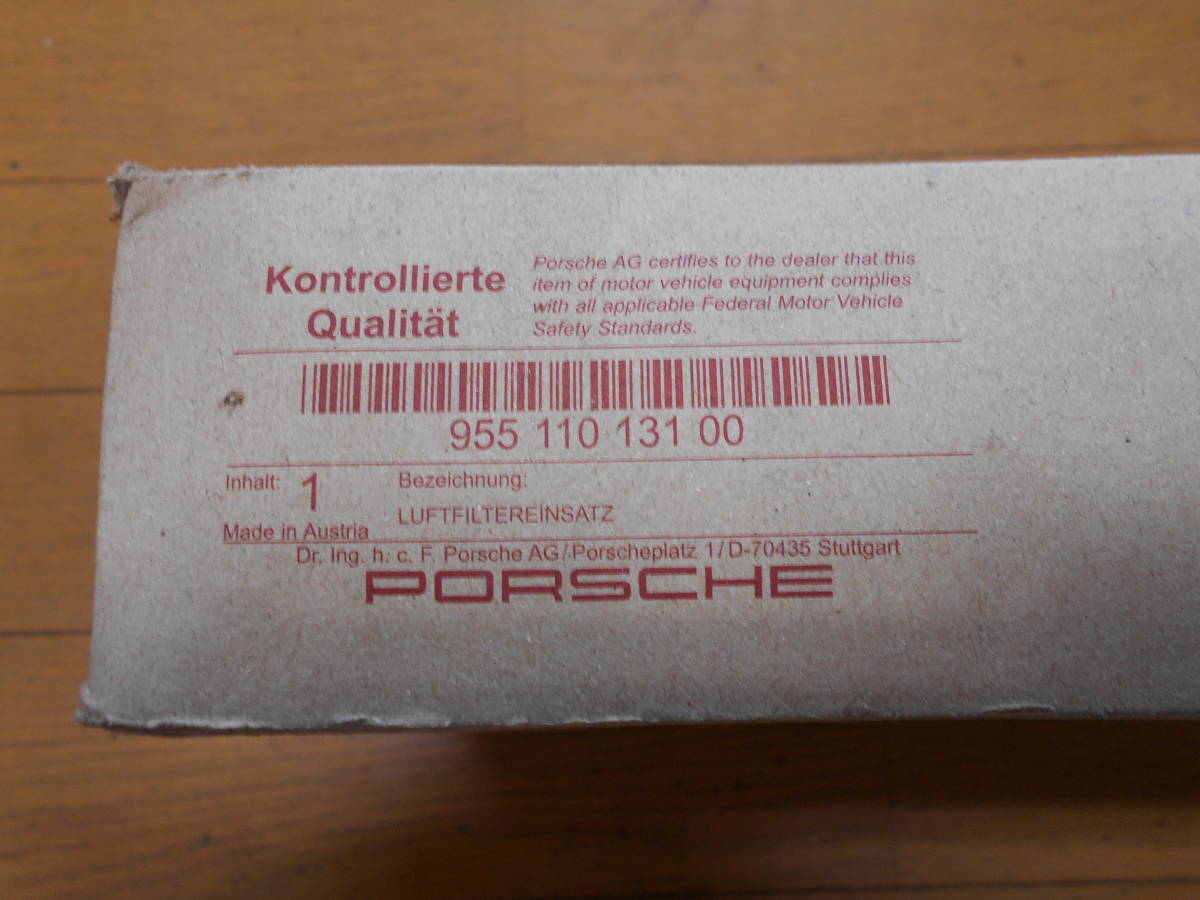 Kontrollierte
Qualität
Porsche AG certifies to the dealer that this
item of motor vehicle equipment complies
with all applicable Federal Motor Vehicle
Safety Standards.
955 110 131 00
Inhalt: 1
Bezeichnung:
LUFTFILTEREINSATZ
Made in Austria
Dr. Ing. h. c. F. Porsche AG/Porscheplatz 1/D-70435 Stuttgart
PORSCHE